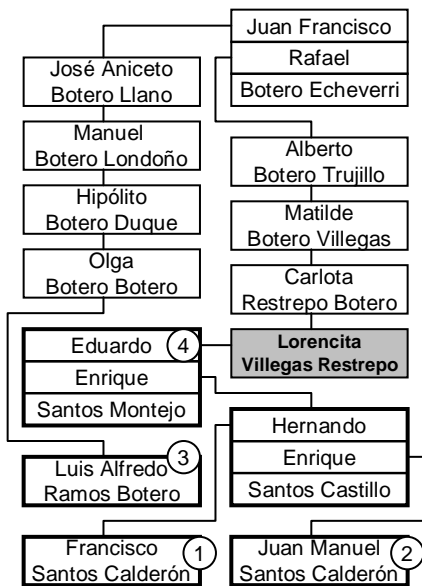 Juan Francisco
Rafael
Botero Echeverri
José Aniceto
Botero Llano
Manuel
Botero Londoño
Hipólito
Botero Duque
Olga
Botero Botero
Alberto
Botero Trujillo
Matilde
Botero Villegas
Carlota
Restrepo Botero
Lorencita
Villegas Restrepo
Eduardo 4
Enrique
Santos Montejo
Hernando
Enrique
Santos Castillo
3
Luis Alfredo
Ramos Botero
Francisco 1
Santos Calderón
Juan Manuel 2
Santos Calderón